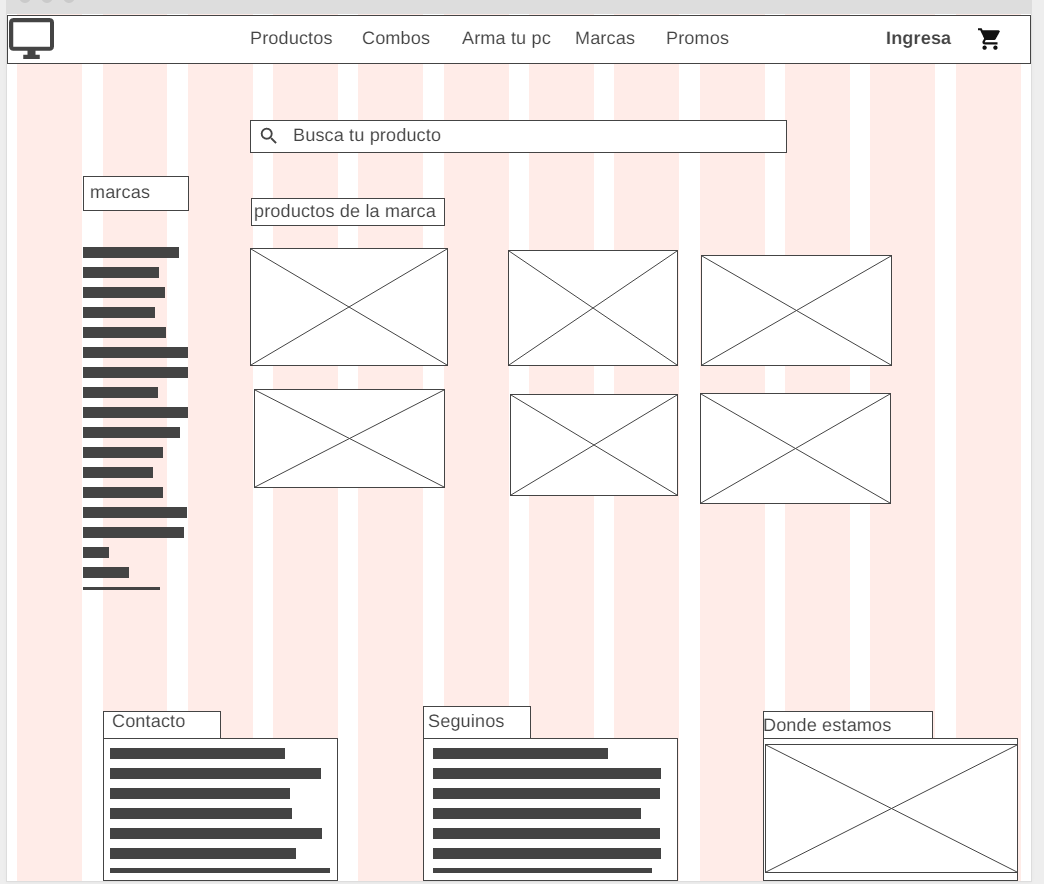 Productos Combos Arma tu pc Marcas Promos Ingresa
Busca tu producto
marcas
productos de la marca
Contacto
Seguinos
Donde estamos